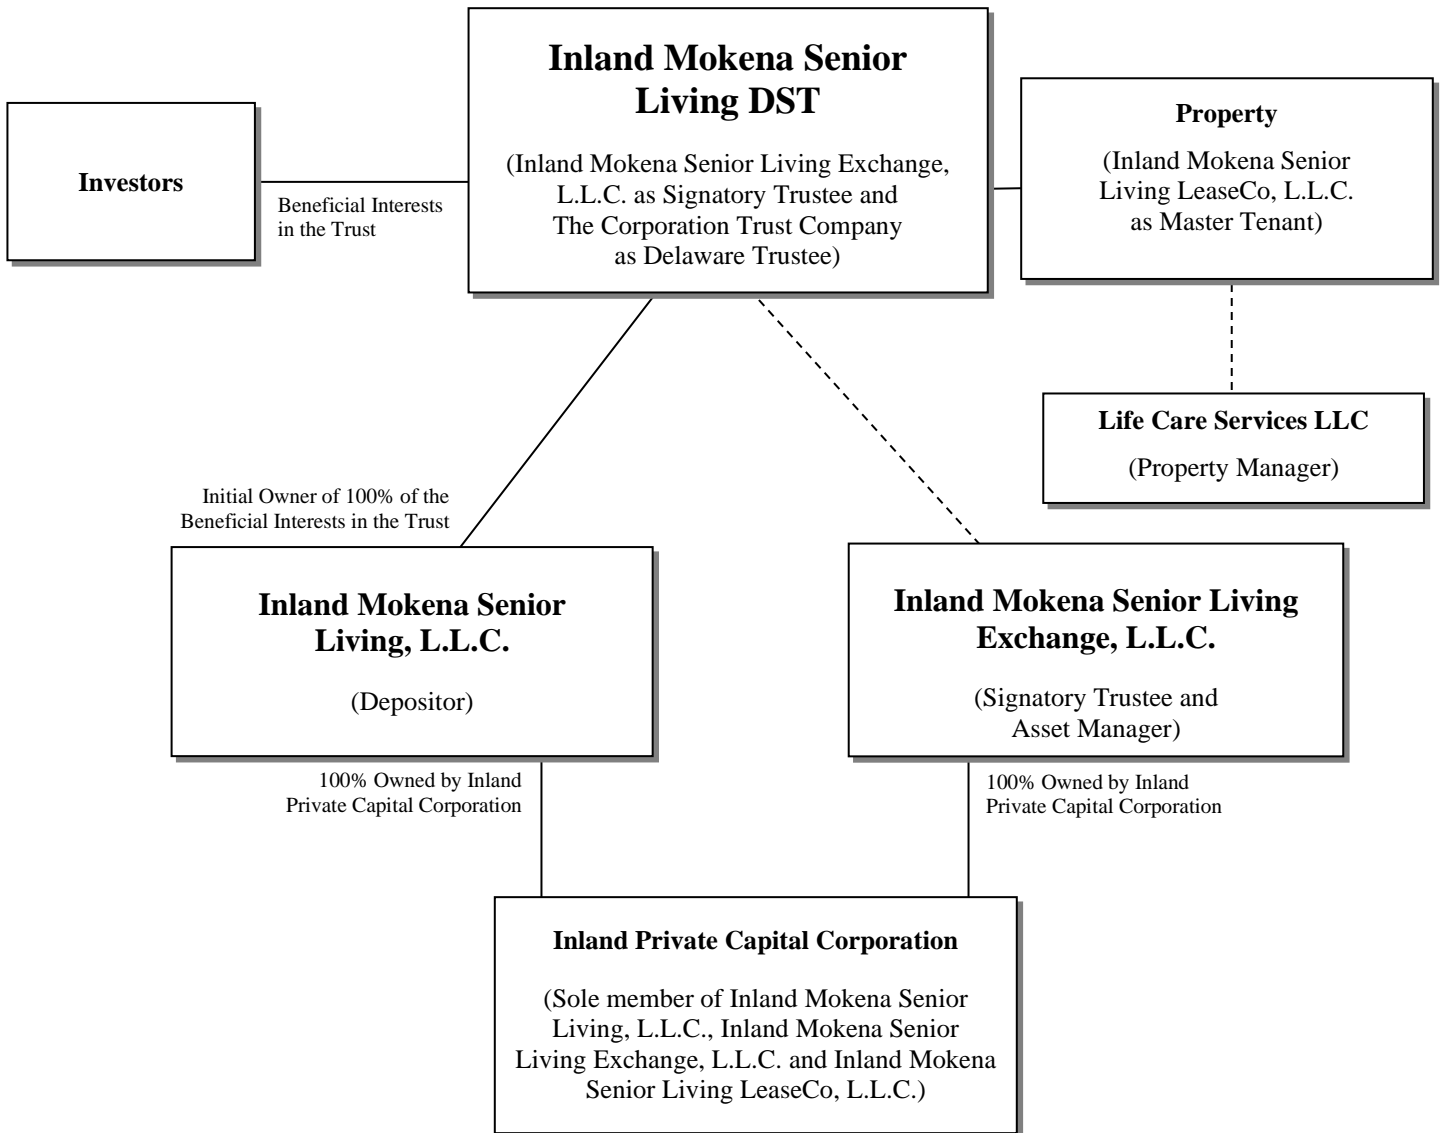 Inland Mokena Senior
Living DST
(Inland Mokena Senior Living Exchange,
L.L.C. as Signatory Trustee and
The Corporation Trust Company
as Delaware Trustee)
Investors
Beneficial Interests
in the Trust
Property
(Inland Mokena Senior
Living LeaseCo, L.L.C.
as Master Tenant)
Life Care Services LLC
(Property Manager)
Initial Owner of 100% of the
Beneficial Interests in the Trust
Inland Mokena Senior
Living, L.L.C.
(Depositor)
Inland Mokena Senior Living
Exchange, L.L.C.
(Signatory Trustee and
Asset Manager)
100% Owned by Inland
Private Capital Corporation
100% Owned by Inland
Private Capital Corporation
Inland Private Capital Corporation
(Sole member of Inland Mokena Senior
Living, L.L.C., Inland Mokena Senior
Living Exchange, L.L.C. and Inland Mokena
Senior Living LeaseCo, L.L.C.)